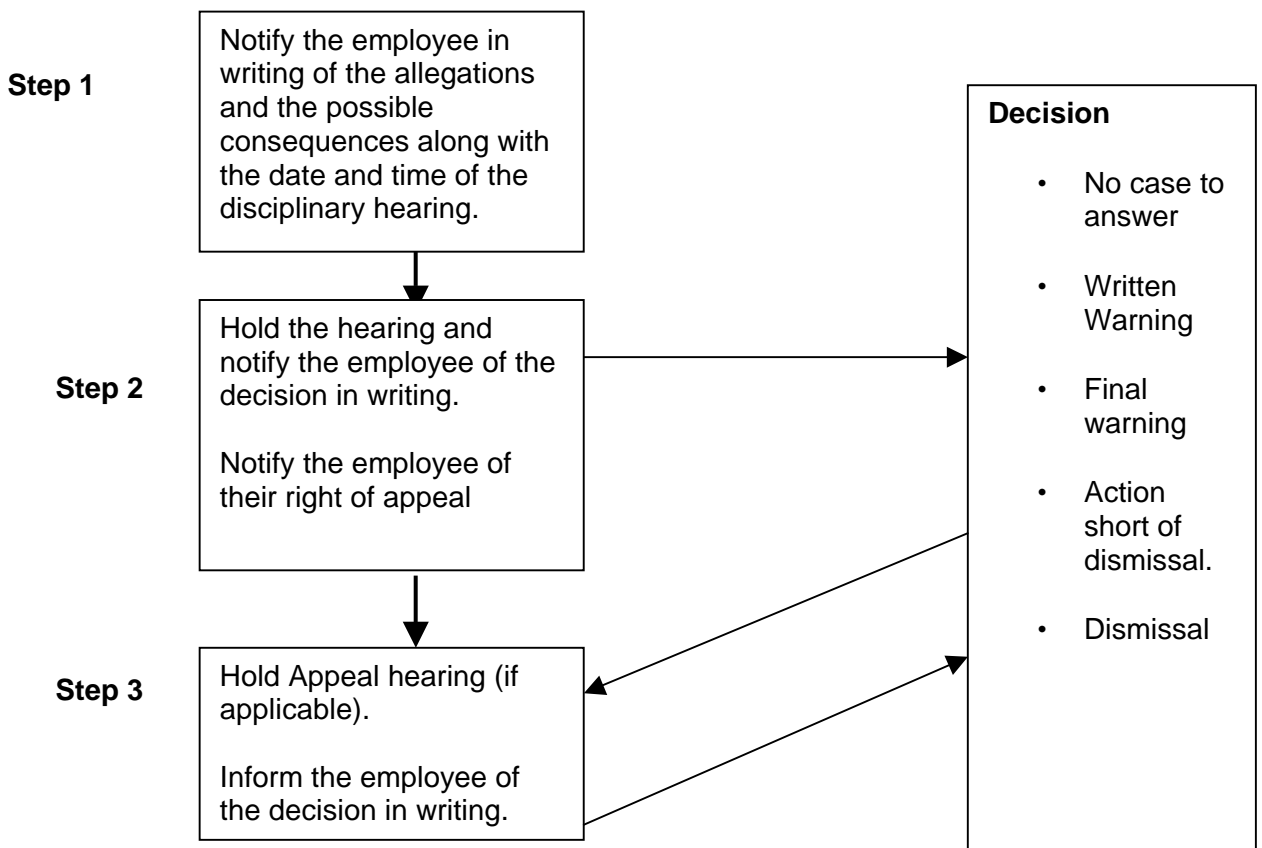 Step 1
Notify the employee in
writing of the allegations
and the possible
consequences along with
the date and time of the
disciplinary hearing.
Step 2
Hold the hearing and
notify the employee of the
decision in writing.
Notify the employee of
their right of appeal
Step 3
Hold Appeal hearing (if
applicable).
Inform the employee of
the decision in writing.
Decision
• No case to
answer
• Written
Warning
• Final
warning
• Action
short of
dismissal.
• Dismissal